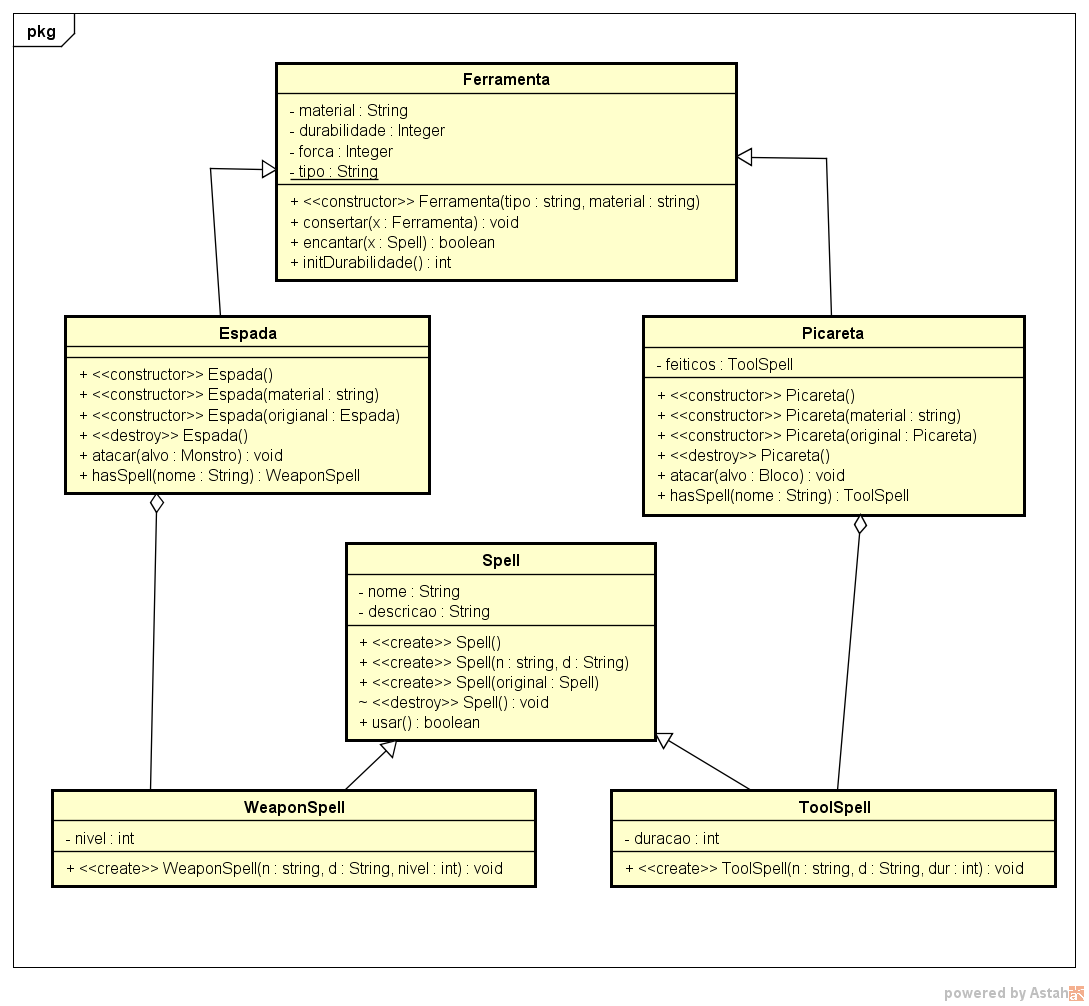 pkg
Ferramenta
- material : String
- durabilidade : Integer
- forca : Integer
- tipo : String
+ <<constructor>> Ferramenta(tipo : string, material : string)
+ consertar(x : Ferramenta) : void
+ encantar(x : Spell) : boolean
+ initDurabilidade() : int
Espada
+ <<constructor>> Espada()
+ <<constructor>> Espada(material : string)
+ <<constructor>> Espada(origianal : Espada)
+ <<destroy>> Espada()
+ atacar(alvo : Monstro) : void
+ hasSpell(nome : String) : WeaponSpell
Picareta
- feiticos : ToolSpell
+ <<constructor>> Picareta()
+ <<constructor>> Picareta(material : string)
+ <<constructor>> Picareta(original : Picareta)
+ <<destroy>> Picareta()
+ atacar(alvo : Bloco) : void
+ hasSpell(nome : String) : ToolSpell
Spell
- nome : String
- descricao : String
+ <<create>> Spell()
+ <<create>> Spell(n : string, d : String)
+ <<create>> Spell(original : Spell)
~ <<destroy>> Spell() : void
+ usar() : boolean
WeaponSpell
- nivel : int
+ <<create>> WeaponSpell(n : string, d : String, nivel : int) : void
ToolSpell
- duracao : int
+ <<create>> ToolSpell(n : string, d : String, dur : int) : void
powered by Astah